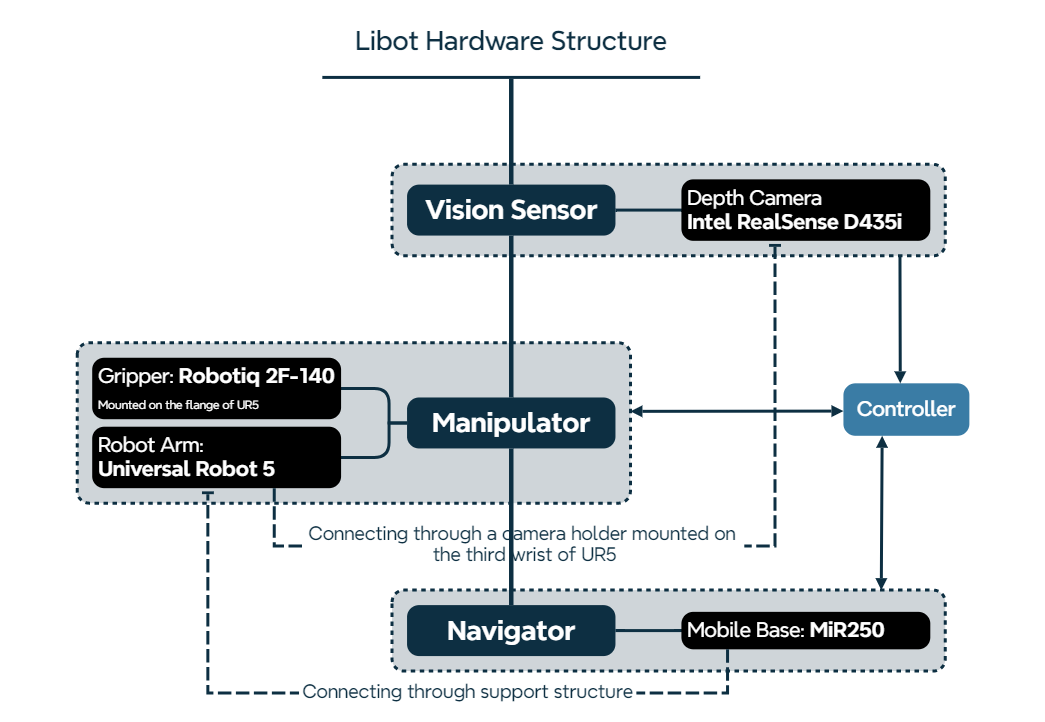 Libot Hardware Structure
Vision Sensor
Depth Camera
Intel RealSense D435i
Gripper: Robotiq 2F-140
Mounted on the flange of UR5
Robot Arm:
Universal Robot 5
Manipulator
Controller
Connecting through a camera holder mounted on
the third wrist of UR5
Navigator
Mobile Base: MiR250
Connecting through support structure